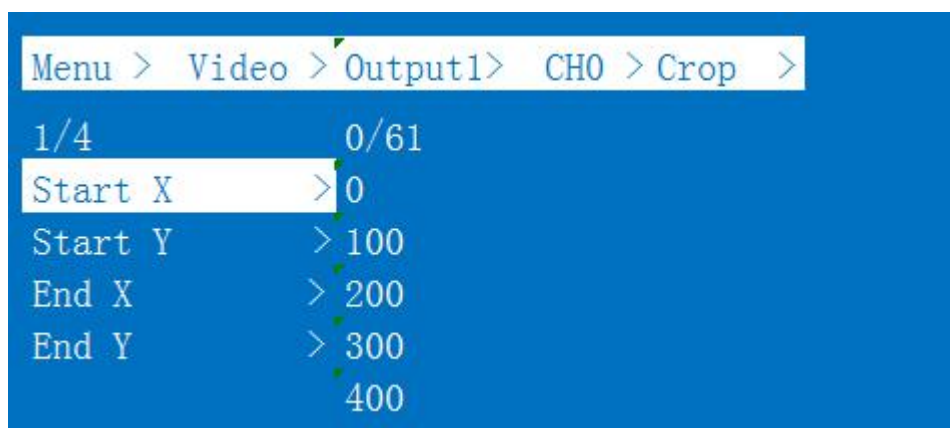 Menu > Video > Output1> CH0 > Crop >
1/4 0/61
Start X > 0
Start Y > 100
End X > 200
End Y > 300
400